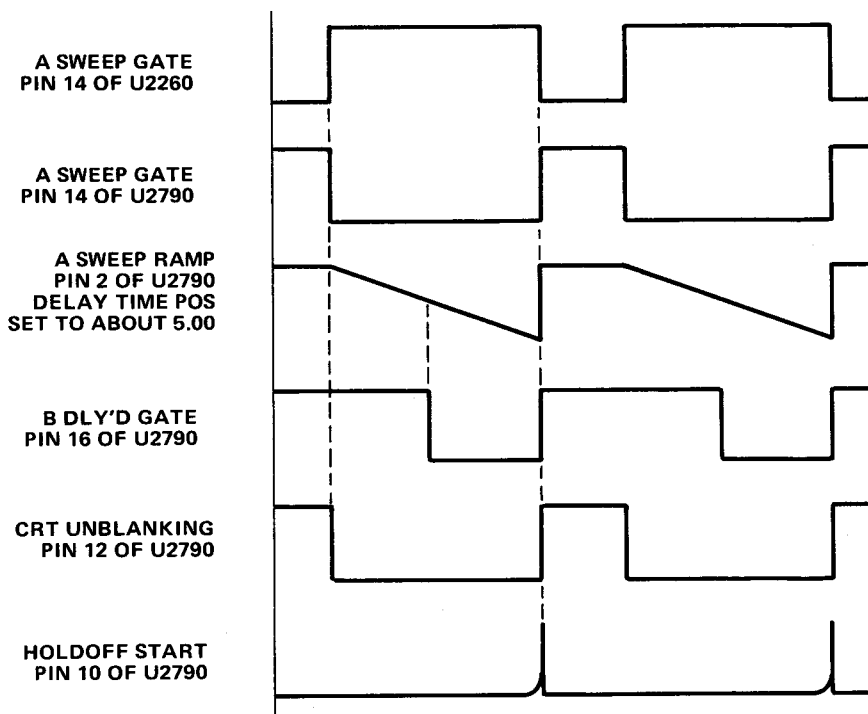 A SWEEP GATE
PIN 14 OF U2260
A SWEEP GATE
PIN 14 OF U2790
A SWEEP RAMP
PIN 2 OF U2790
DELAY TIME POS
SET TO ABOUT 5.00
B DLY'D GATE
PIN 16 OF U2790
CRT UNBLANKING
PIN 12 OF U2790
HOLDOFF START
PIN 10 OF U2790